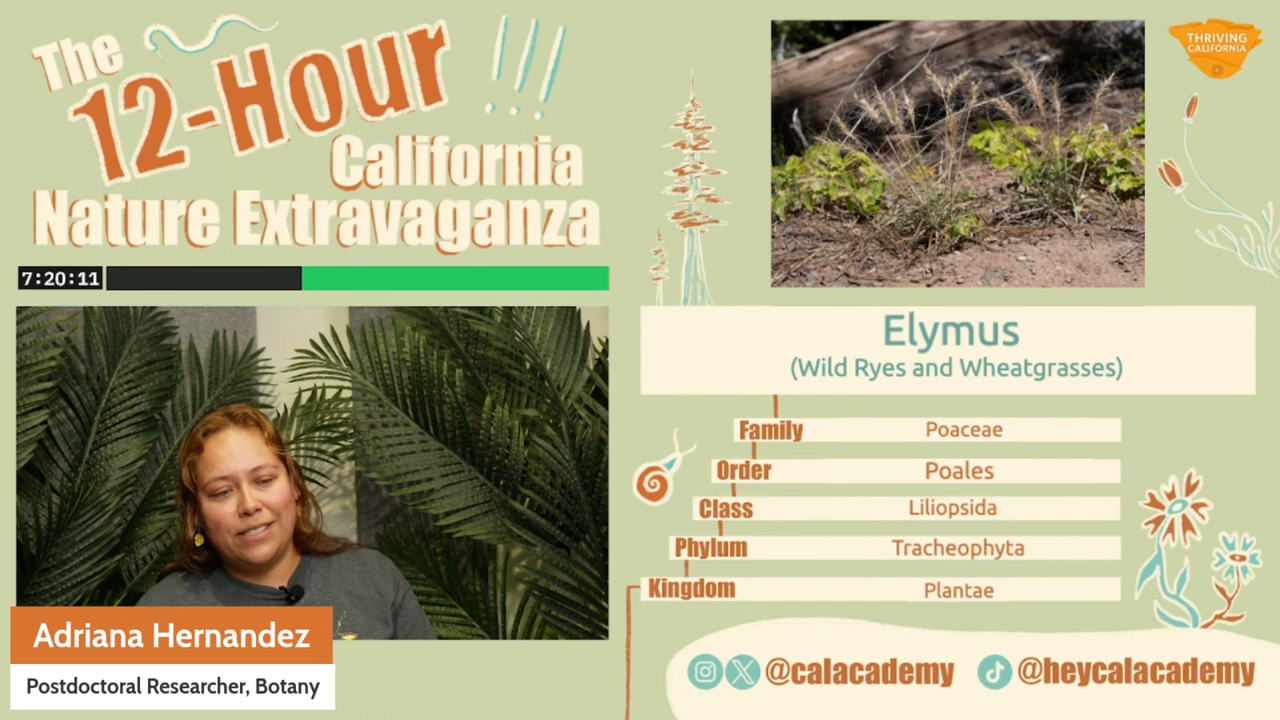 The
12-Hour !!!
California
Nature Extravaganza
7:20:11
Adriana Hernandez
Postdoctoral Researcher, Botany
THRIVING
CALIFORNIA
Elymus
(Wild Ryes and Wheatgrasses)
Family Poaceae
Order Poales
Class Liliopsida
Phylum Tracheophyta
Kingdom Plantae
@calacademy @heycalacademy